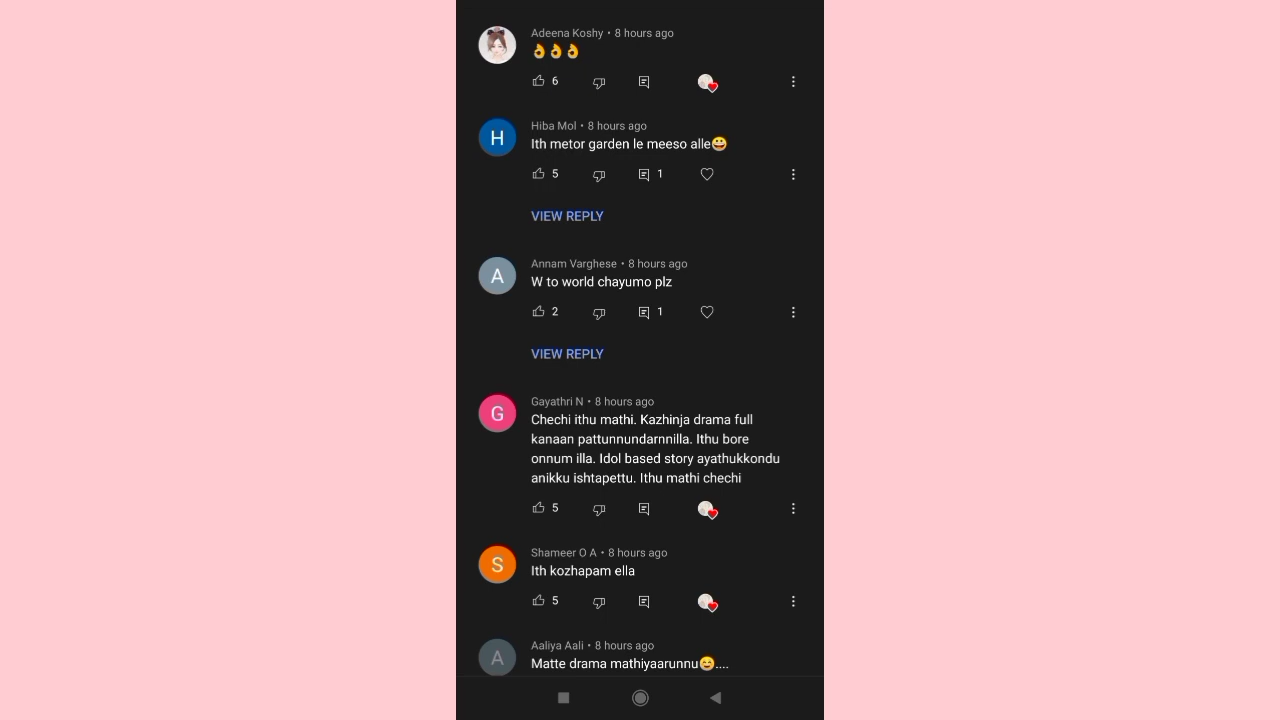 Adeena Koshy • 8 hours ago
👌👌👌
6
H
Hiba Mol • 8 hours ago
Ith metor garden le meeso alle😀
5 1
VIEW REPLY
A
Annam Varghese • 8 hours ago
W to world chayumo plz
2 1
VIEW REPLY
G
Gayathri N • 8 hours ago
Chechi ithu mathi. Kazhinja drama full
kanaan pattunnundarnnilla. Ithu bore
onnum illa. Idol based story ayathukkondu
anikku ishtapettu. Ithu mathi chechi
5
S
Shameer O A • 8 hours ago
Ith kozhapam ella
5
A
Aaliya Aali • 8 hours ago
Matte drama mathiyaarunnu😊....